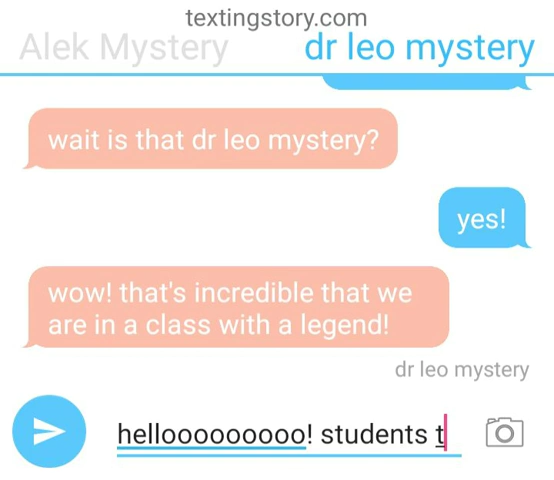 textingstory.com
Alek Mystery
dr leo mystery
wait is that dr leo mystery?
yes!
wow! that's incredible that we
are in a class with a legend!
dr leo mystery
hellooooooooo! students t